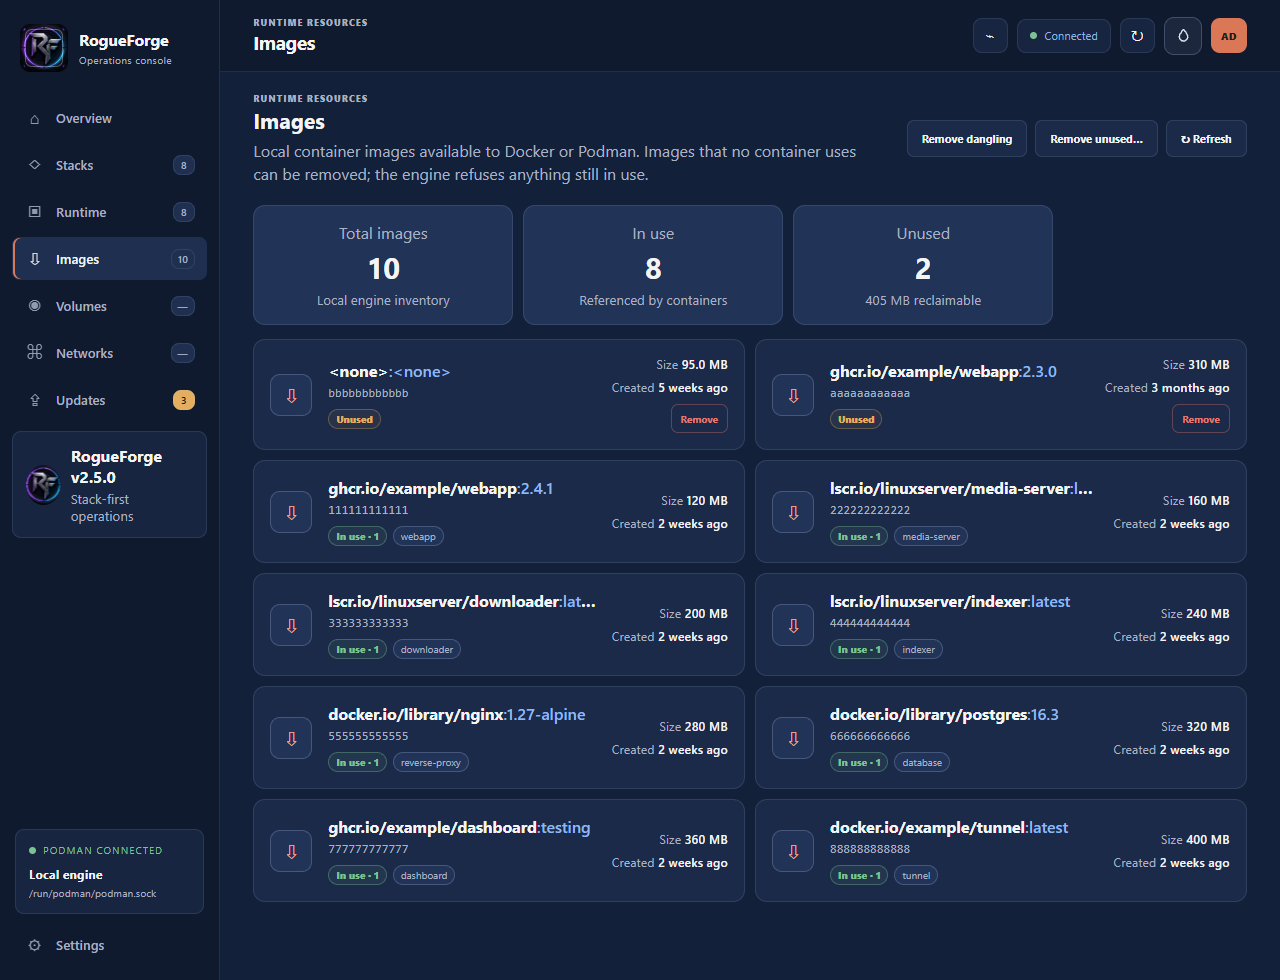 RogueForge
Operations console
Overview
Stacks 8
Runtime 8
Images 10
Volumes —
Networks —
Updates 3
RogueForge
v2.5.0
Stack-first
operations
PODMAN CONNECTED
Local engine
/run/podman/podman.sock
Settings
RUNTIME RESOURCES
Images
Connected
AD
RUNTIME RESOURCES
Images
Local container images available to Docker or Podman. Images that no container uses
can be removed; the engine refuses anything still in use.
Remove dangling
Remove unused...
↻ Refresh
Total images
10
Local engine inventory
In use
8
Referenced by containers
Unused
2
405 MB reclaimable
<none>:<none>
bbbbbbbbbbbb
Unused
Size 95.0 MB
Created 5 weeks ago
Remove
ghcr.io/example/webapp:2.3.0
aaaaaaaaaaaa
Unused
Size 310 MB
Created 3 months ago
Remove
ghcr.io/example/webapp:2.4.1
111111111111
In use · 1 webapp
Size 120 MB
Created 2 weeks ago
lscr.io/linuxserver/media-server:l...
222222222222
In use · 1 media-server
Size 160 MB
Created 2 weeks ago
lscr.io/linuxserver/downloader:lat...
333333333333
In use · 1 downloader
Size 200 MB
Created 2 weeks ago
lscr.io/linuxserver/indexer:latest
444444444444
In use · 1 indexer
Size 240 MB
Created 2 weeks ago
docker.io/library/nginx:1.27-alpine
555555555555
In use · 1 reverse-proxy
Size 280 MB
Created 2 weeks ago
docker.io/library/postgres:16.3
666666666666
In use · 1 database
Size 320 MB
Created 2 weeks ago
ghcr.io/example/dashboard:testing
777777777777
In use · 1 dashboard
Size 360 MB
Created 2 weeks ago
docker.io/example/tunnel:latest
888888888888
In use · 1 tunnel
Size 400 MB
Created 2 weeks ago